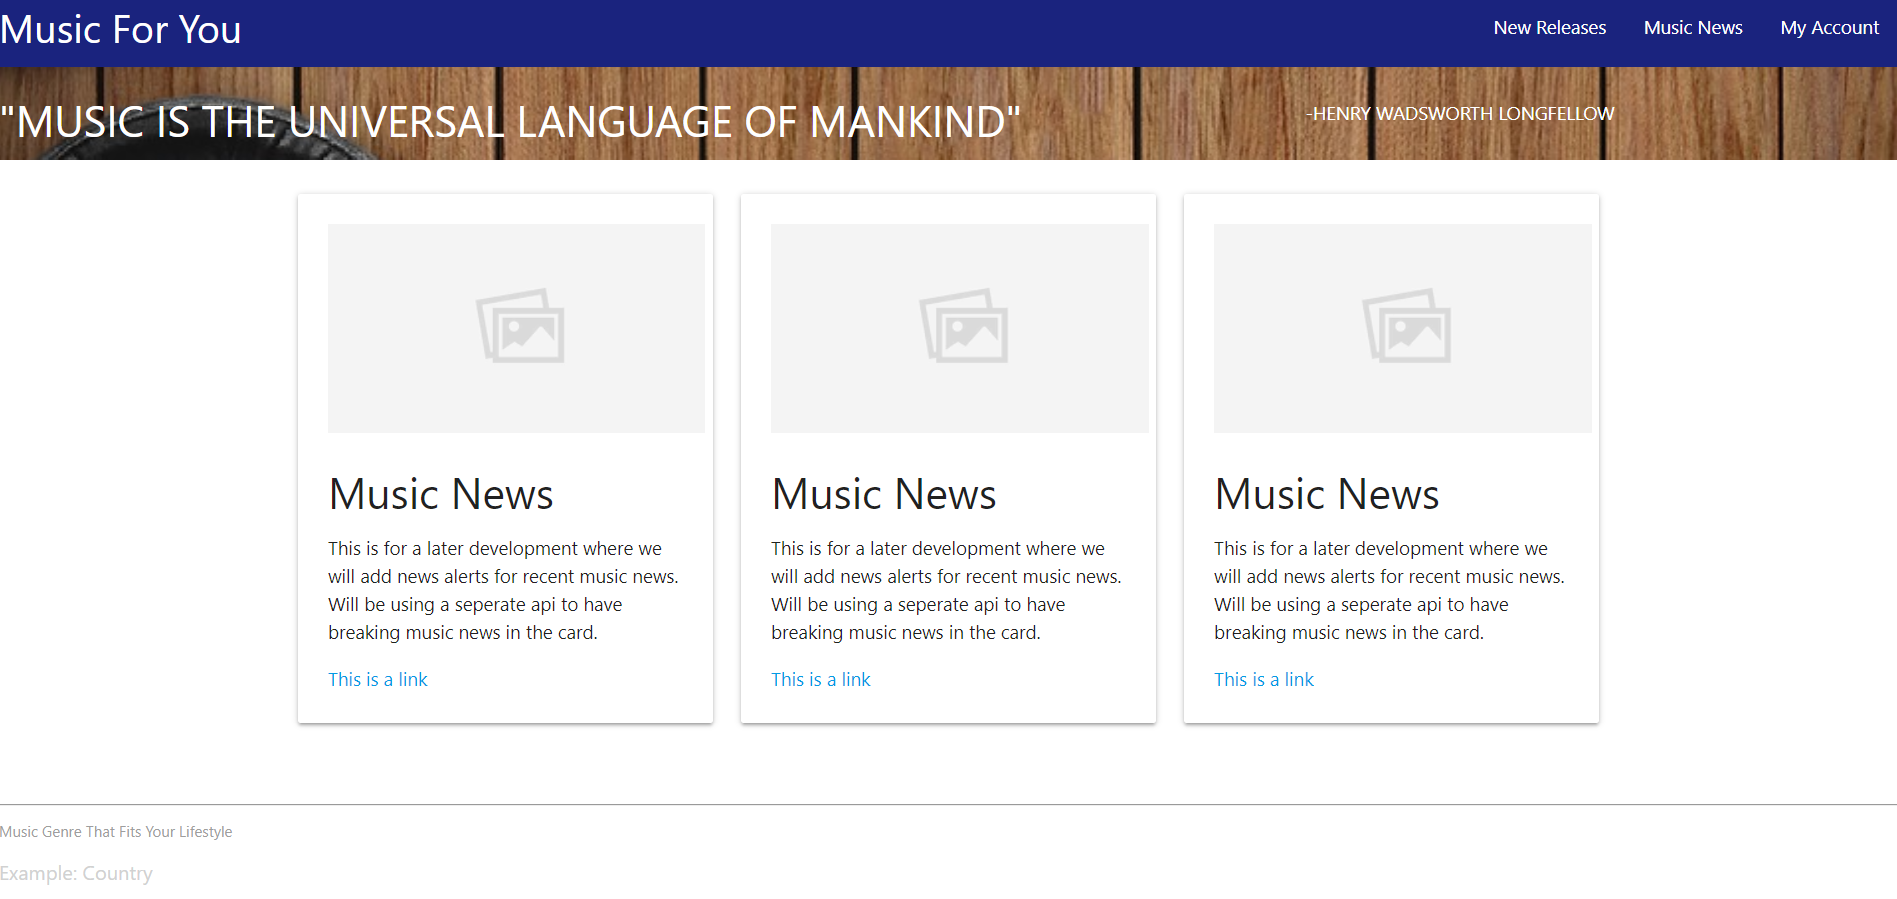 Music For You
New Releases
Music News
My Account
"MUSIC IS THE UNIVERSAL LANGUAGE OF MANKIND"
-HENRY WADSWORTH LONGFELLOW
Music News
This is for a later development where we
will add news alerts for recent music news.
Will be using a seperate api to have
breaking music news in the card.
This is a link
Music News
This is for a later development where we
will add news alerts for recent music news.
Will be using a seperate api to have
breaking music news in the card.
This is a link
Music News
This is for a later development where we
will add news alerts for recent music news.
Will be using a seperate api to have
breaking music news in the card.
This is a link
Music Genre That Fits Your Lifestyle
Example: Country